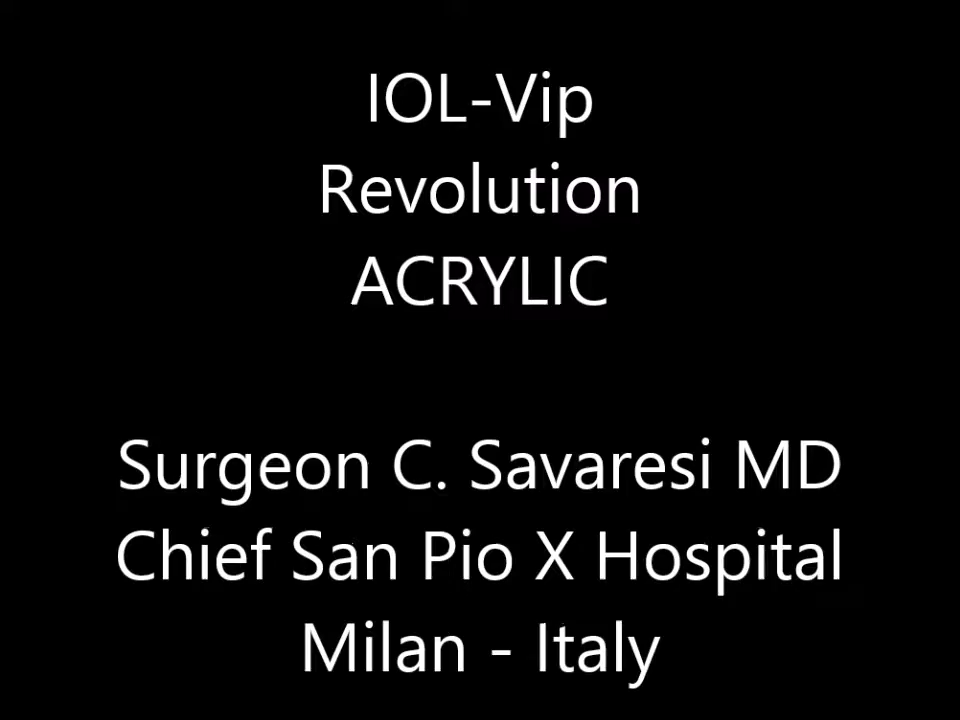 IOL-Vip
Revolution
ACRYLIC
Surgeon C. Savaresi MD
Chief San Pio X Hospital
Milan - Italy